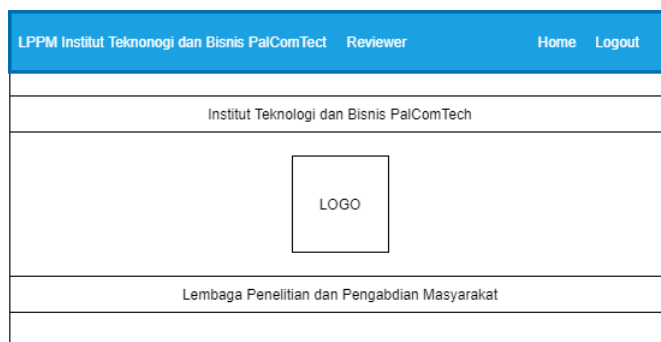 LPPM Institut Teknonogi dan Bisnis PalComTect Reviewer Home Logout
Institut Teknologi dan Bisnis PalComTech
LOGO
Lembaga Penelitian dan Pengabdian Masyarakat